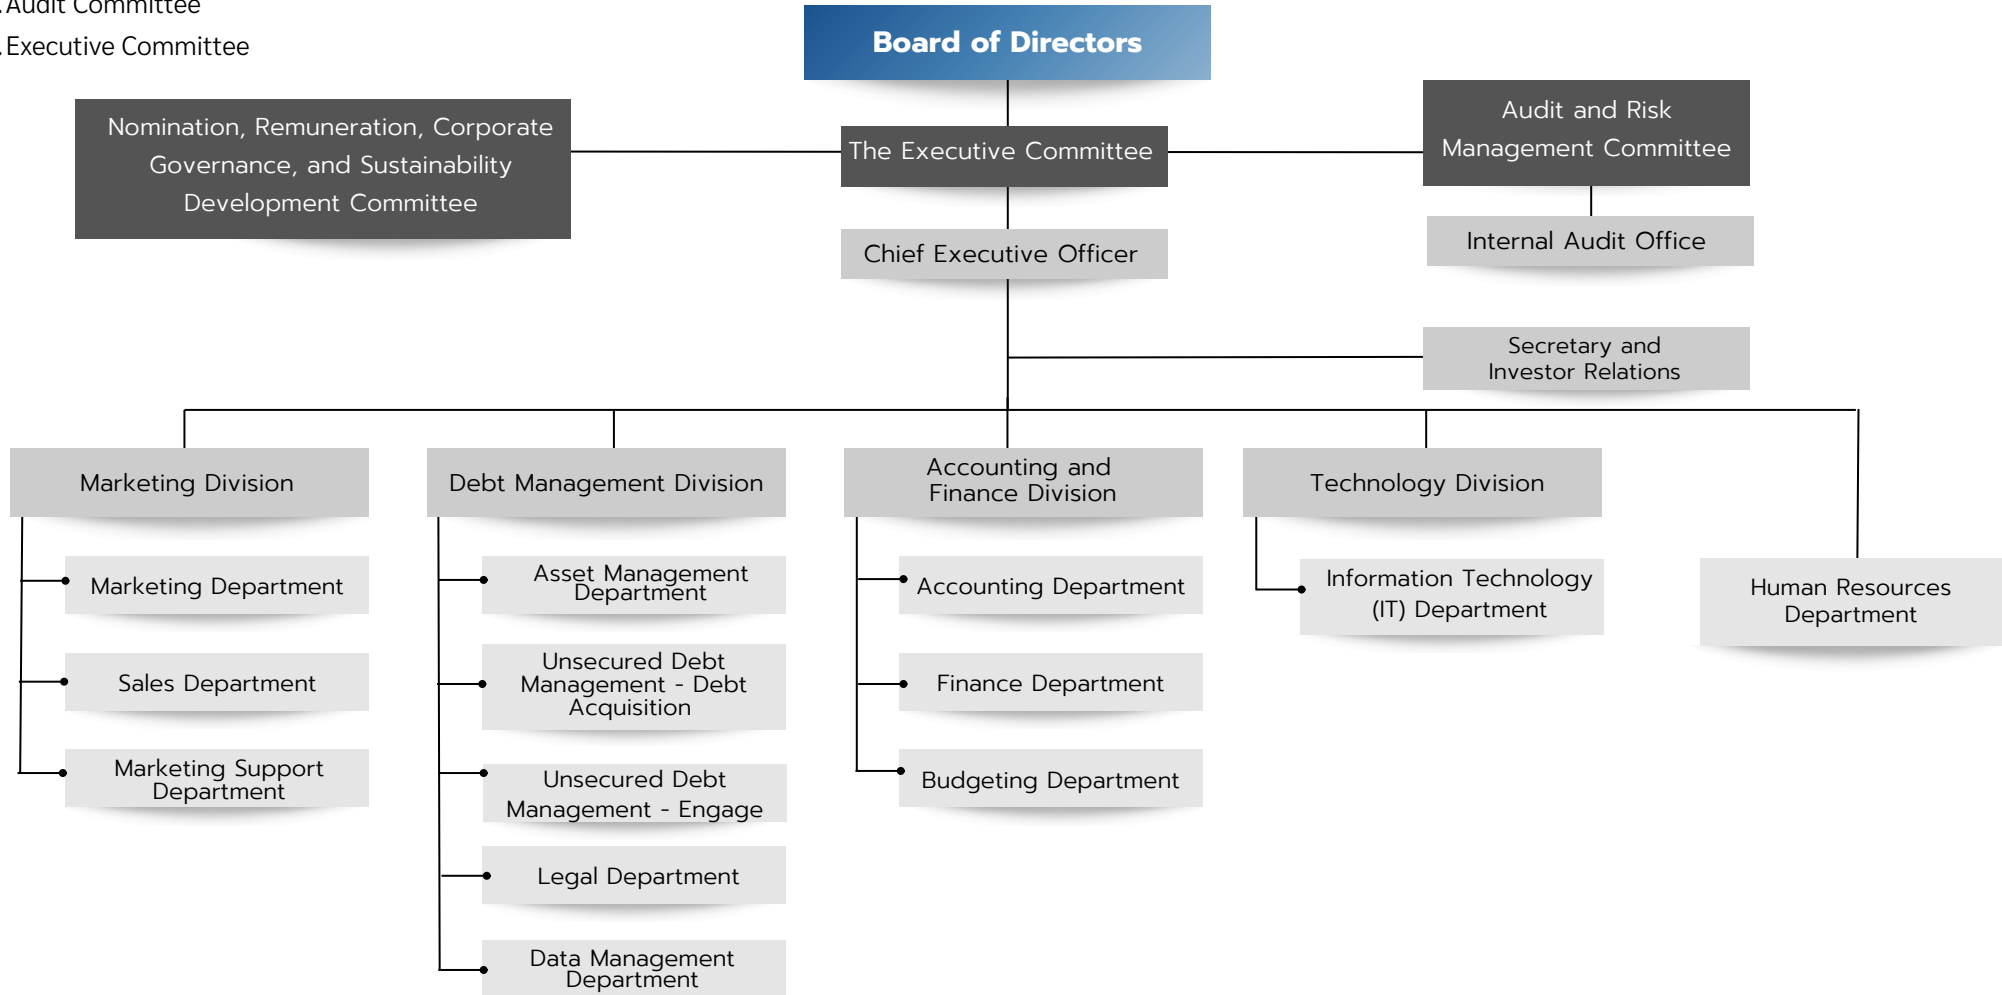 .Audit Committee
.Executive Committee
Board of Directors
Nomination, Remuneration, Corporate
Governance, and Sustainability
Development Committee
The Executive Committee
Audit and Risk
Management Committee
Chief Executive Officer
Internal Audit Office
Secretary and
Investor Relations
Marketing Division
Debt Management Division
Accounting and
Finance Division
Technology Division
Marketing Department
Sales Department
Marketing Support
Department
Asset Management
Department
Unsecured Debt
Management - Debt
Acquisition
Unsecured Debt
Management - Engage
Legal Department
Data Management
Department
Accounting Department
Finance Department
Budgeting Department
Information Technology
(IT) Department
Human Resources
Department